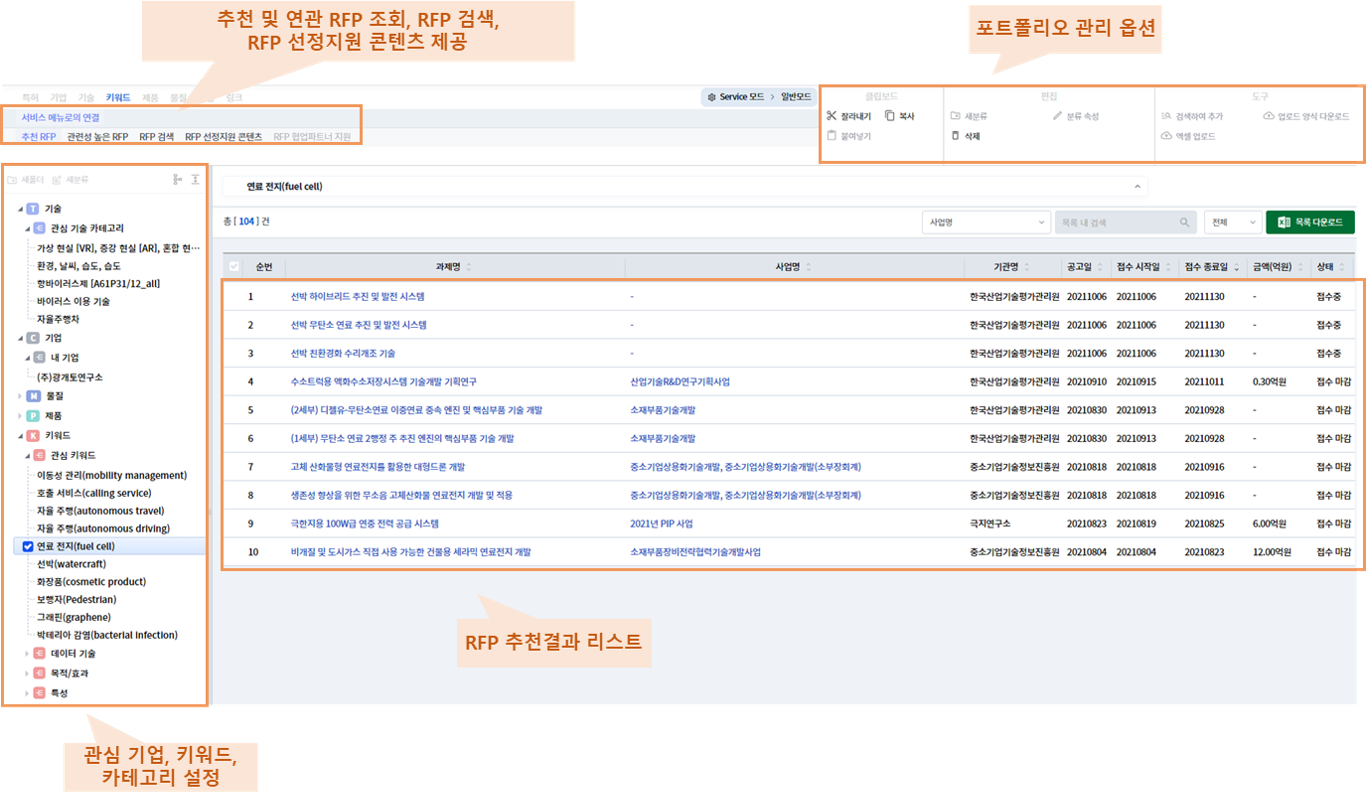 추천 및 연관 RFP 조회, RFP 검색,
RFP 선정지원 콘텐츠 제공
포트폴리오 관리 옵션
특허 기업 기술 키워드 제품 물질 링크
Service 모드 > 일반모드
서비스 메뉴로의 연결
추천 RFP 관련성 높은 RFP RFP 검색 RFP 선정지원 콘텐츠 RFP 협업파트너 지원
클립보드 편집 도구
잘라내기 복사 새분류 분류 속성 검색하여 추가 업로드 양식 다운로드
붙여넣기 삭제 엑셀 업로드
새폴더 새분류
T 기술
관심 기술 카테고리
가상 현실 [VR], 증강 현실 [AR], 혼합 현…
환경, 날씨, 습도, 습도
항바이러스제 [A61P31/12_all]
바이러스 이용 기술
자율주행차
C 기업
내 기업
(주)광개토연구소
M 물질
P 제품
K 키워드
관심 키워드
이동성 관리(mobility management)
호출 서비스(calling service)
자율 주행(autonomous travel)
자율 주행(autonomous driving)
연료 전지(fuel cell)
선박(watercraft)
화장품(cosmetic product)
보행자(Pedestrian)
그래핀(graphene)
박테리아 감염(bacterial infection)
데이터 기술
목적/효과
특성
연료 전지(fuel cell)
총 [ 104 ] 건
사업명 목록 내 검색 전체 목록 다운로드
순번 과제명 사업명 기관명 공고일 접수 시작일 접수 종료일 금액(억원) 상태
1 선박 하이브리드 추진 및 발전 시스템 - 한국산업기술평가관리원 20211006 20211006 20211130 - 접수중
2 선박 무탄소 연료 추진 및 발전 시스템 - 한국산업기술평가관리원 20211006 20211006 20211130 - 접수중
3 선박 친환경화 수리개조 기술 - 한국산업기술평가관리원 20211006 20211006 20211130 - 접수중
4 수소트럭용 액화수소저장시스템 기술개발 기획연구 산업기술R&D연구기획사업 한국산업기술평가관리원 20210910 20210915 20211011 0.30억원 접수 마감
5 (2세부) 디젤유-무탄소연료 이중연료 중속 엔진 및 핵심부품 기술 개발 소재부품기술개발 한국산업기술평가관리원 20210830 20210913 20210928 - 접수 마감
6 (1세부) 무탄소 연료 2행정 주 추진 엔진의 핵심부품 기술 개발 소재부품기술개발 한국산업기술평가관리원 20210830 20210913 20210928 - 접수 마감
7 고체 산화물형 연료전지를 활용한 대형드론 개발 중소기업상용화기술개발, 중소기업상용화기술개발(소부장회계) 중소기업기술정보진흥원 20210818 20210818 20210916 - 접수 마감
8 생존성 향상을 위한 무소음 고체산화물 연료전지 개발 및 적용 중소기업상용화기술개발, 중소기업상용화기술개발(소부장회계) 중소기업기술정보진흥원 20210818 20210818 20210916 - 접수 마감
9 극한지용 100W급 연중 전력 공급 시스템 2021년 PIP 사업 극지연구소 20210823 20210819 20210825 6.00억원 접수 마감
10 비개질 및 도시가스 직접 사용 가능한 건물용 세라믹 연료전지 개발 소재부품장비전략협력기술개발사업 중소기업기술정보진흥원 20210804 20210804 20210823 12.00억원 접수 마감
RFP 추천결과 리스트
관심 기업, 키워드,
카테고리 설정